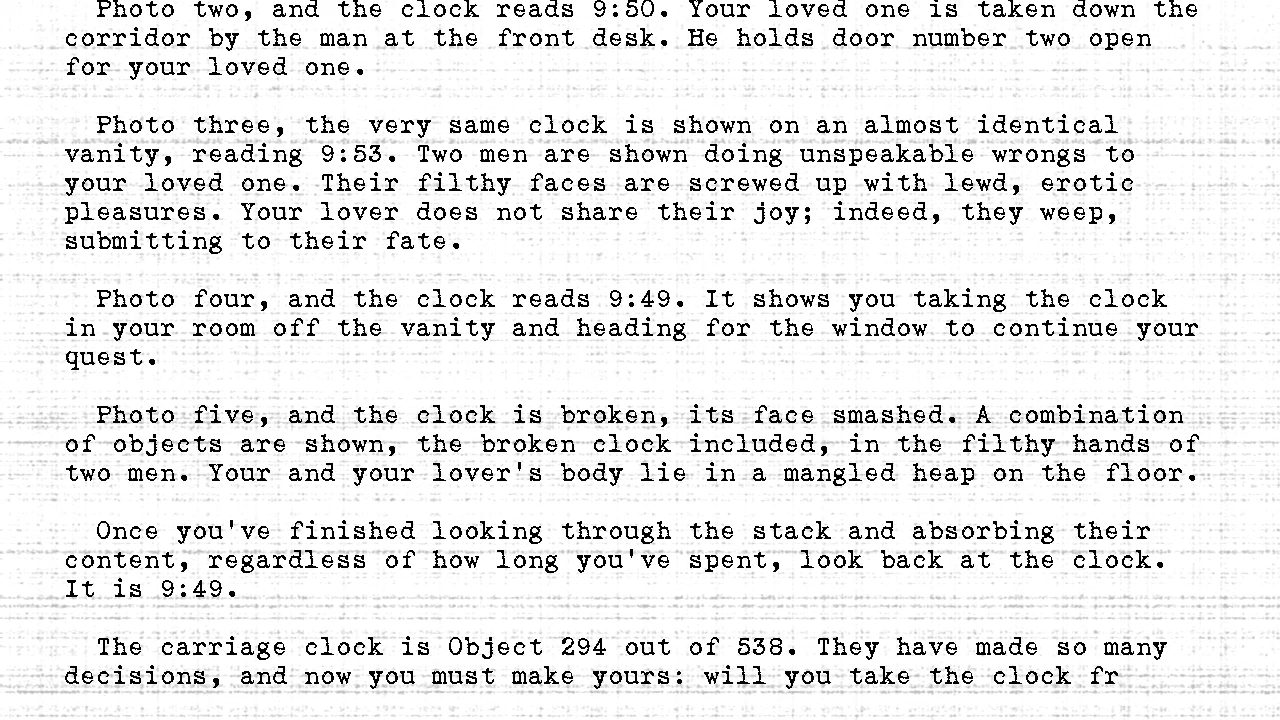 Photo two, and the clock reads 9:50. Your loved one is taken down the
corridor by the man at the front desk. He holds door number two open
for your loved one.
Photo three, the very same clock is shown on an almost identical
vanity, reading 9:53. Two men are shown doing unspeakable wrongs to
your loved one. Their filthy faces are screwed up with lewd, erotic
pleasures. Your lover does not share their joy; indeed, they weep,
submitting to their fate.
Photo four, and the clock reads 9:49. It shows you taking the clock
in your room off the vanity and heading for the window to continue your
quest.
Photo five, and the clock is broken, its face smashed. A combination
of objects are shown, the broken clock included, in the filthy hands of
two men. Your and your lover's body lie in a mangled heap on the floor.
Once you've finished looking through the stack and absorbing their
content, regardless of how long you've spent, look back at the clock.
It is 9:49.
The carriage clock is Object 294 out of 538. They have made so many
decisions, and now you must make yours: will you take the clock fr